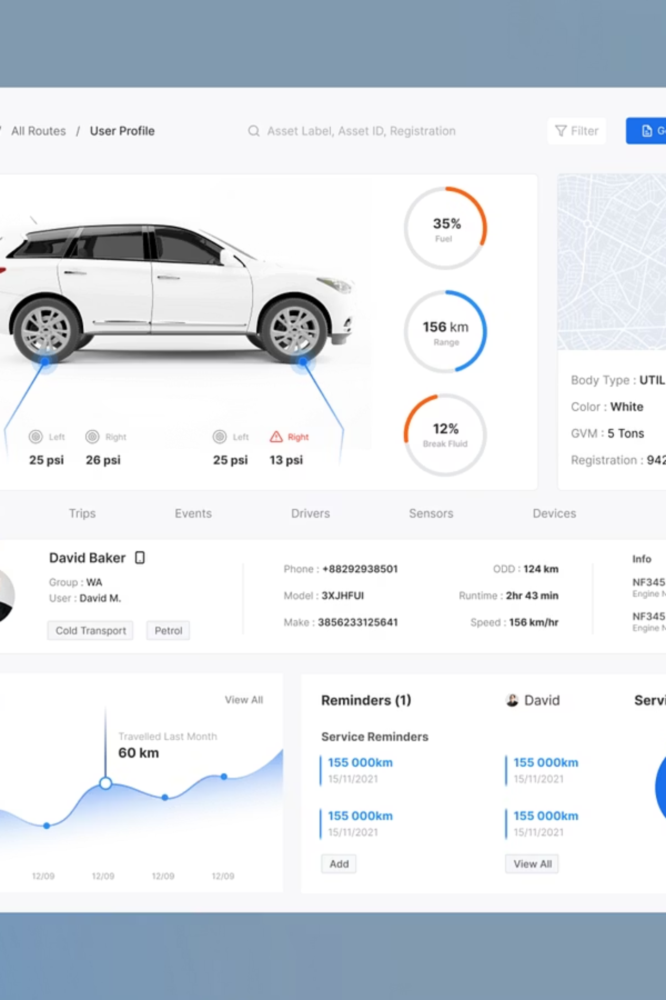 / All Routes / User Profile
Asset Label, Asset ID, Registration
Filter
35%
Fuel
156 km
Range
12%
Break Fluid
Left
25 psi
Right
26 psi
Left
25 psi
Right
13 psi
Body Type : UTIL
Color : White
GVM : 5 Tons
Registration : 942
Trips
Events
Drivers
Sensors
Devices
David Baker
Group : WA
User : David M.
Cold Transport
Petrol
Phone : +88292938501
Model : 3XJHFUI
Make : 3856233125641
ODD : 124 km
Runtime : 2hr 43 min
Speed : 156 km/hr
Info
NF345
Engine
NF345
Engine
View All
Travelled Last Month
60 km
12/09
12/09
12/09
12/09
Reminders (1)
David
Service Reminders
155 000km
15/11/2021
155 000km
15/11/2021
155 000km
15/11/2021
155 000km
15/11/2021
Add
View All
Servi